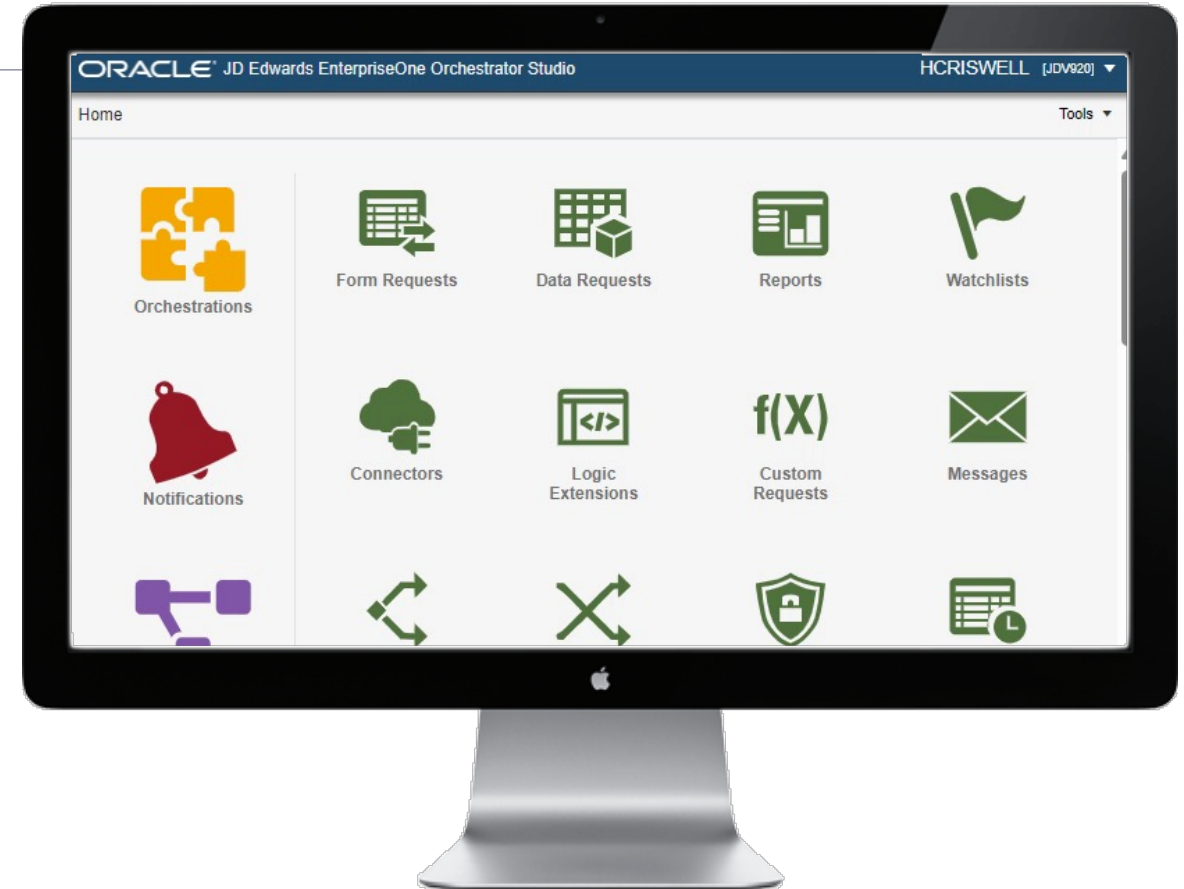 ORACLE® JD Edwards EnterpriseOne Orchestrator Studio HCRISWELL [JDV920]
Home Tools
Form Requests Data Requests Reports Watchlists
Orchestrations
</>
f(X)
Connectors Logic Custom Messages
Extensions Requests
Notifications